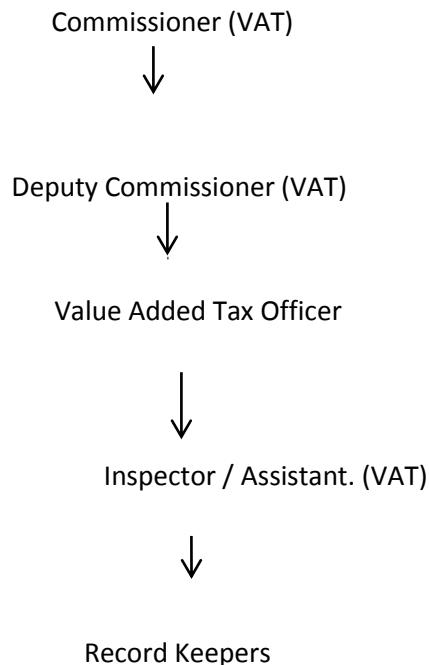 Commissioner (VAT)
Deputy Commissioner (VAT)
Value Added Tax Officer
Inspector / Assistant. (VAT)
Record Keepers